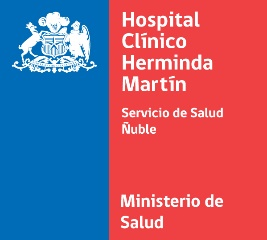 Hospital
Clínico
Herminda
Martín
Servicio de Salud
Ñuble
Ministerio de
Salud